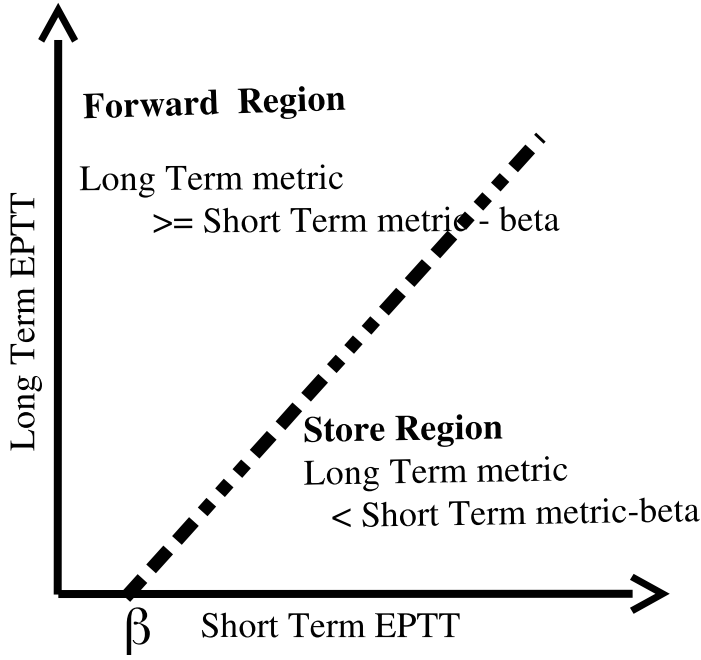 Forward Region
Long Term metric
>= Short Term metric - beta
Long Term EPTT
Store Region
Long Term metric
< Short Term metric-beta
β
Short Term EPTT